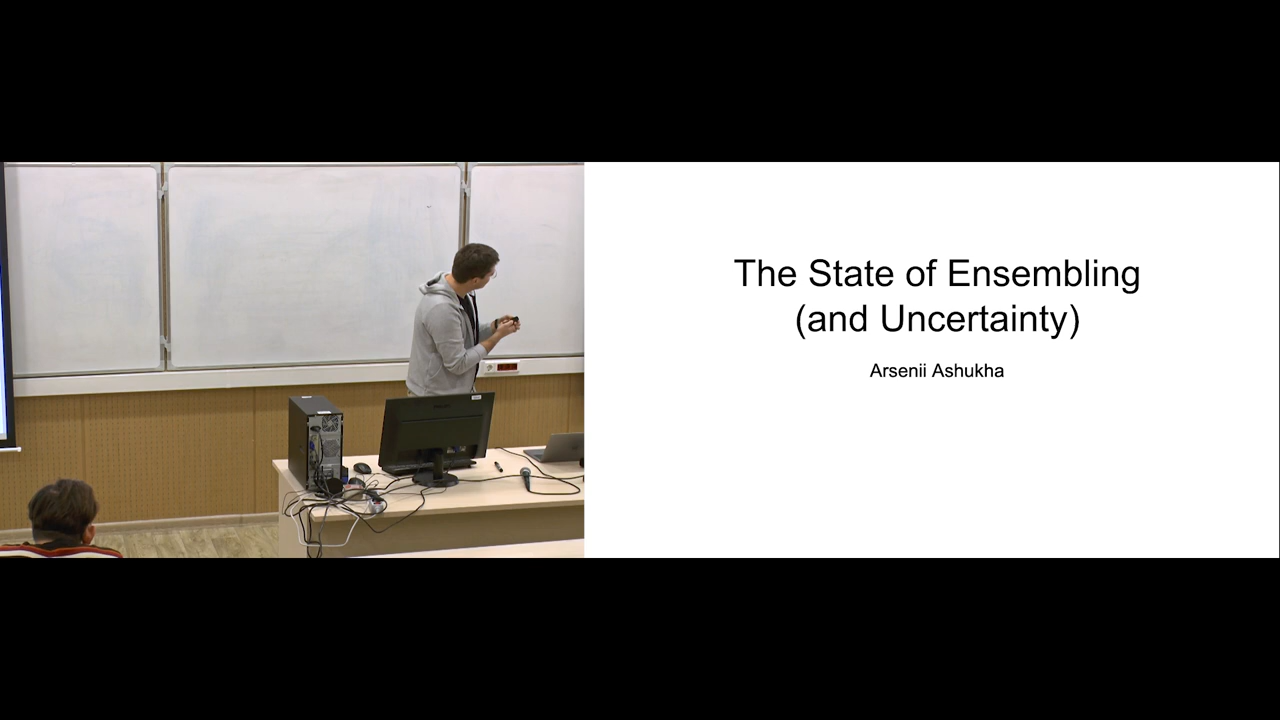 The State of Ensembling
(and Uncertainty)
Arsenii Ashukha